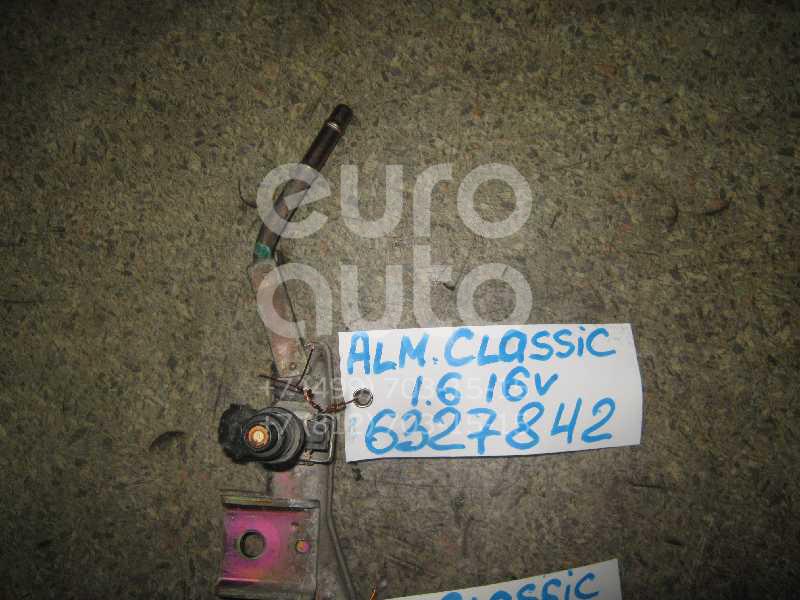 euro
auto
ALM. CLASSIC
1.6 16v
6327842
CLASSIC